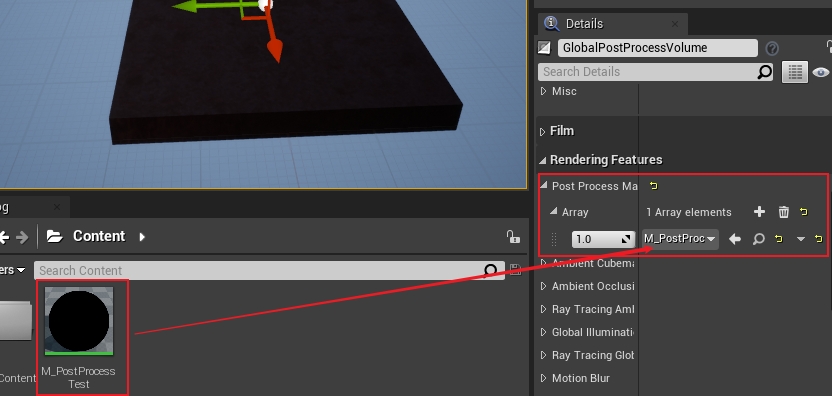 Details
GlobalPostProcessVolume
Search Details
Misc
Film
Rendering Features
Post Process Ma
Array
1 Array elements
1.0
M_PostProc
Ambient Cubema
Ambient Occlusi
Ray Tracing Aml
Global Illuminati
Ray Tracing Glob
Motion Blur
og
Content
ers
Search Content
Content
M_PostProcess
Test